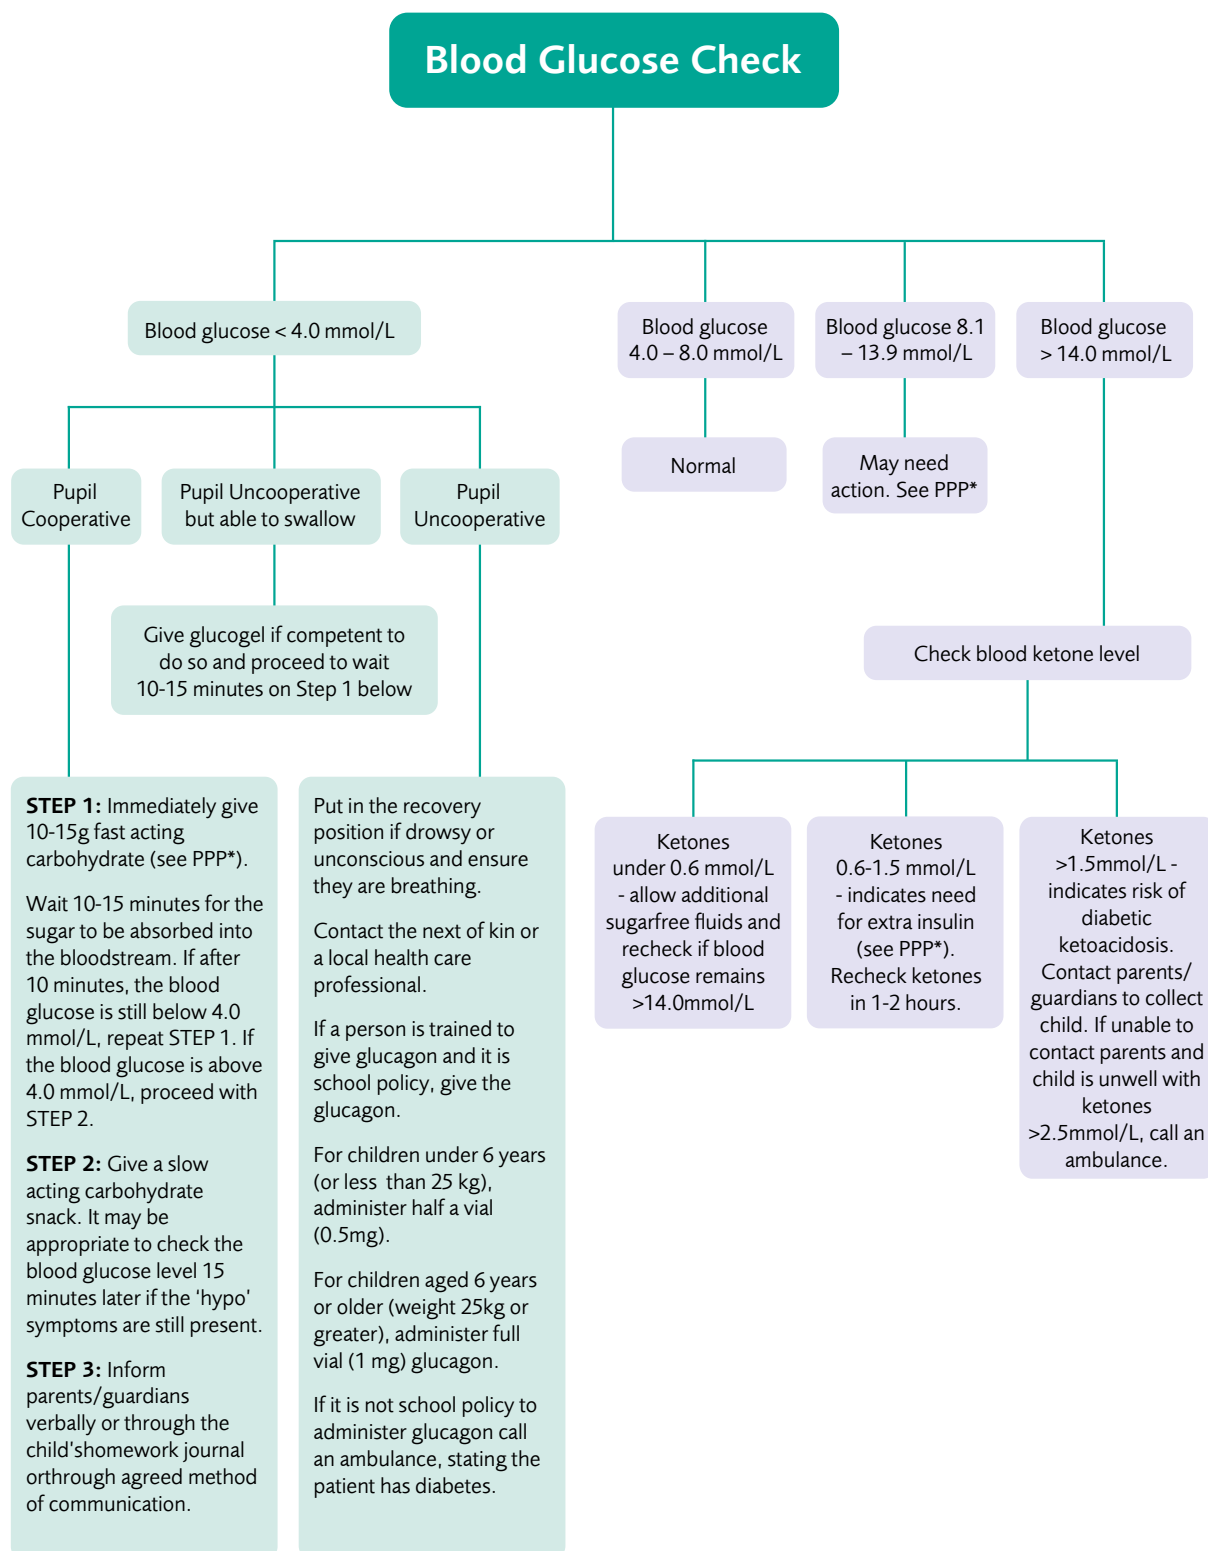 Blood Glucose Check
Blood glucose < 4.0 mmol/L
Blood glucose
4.0 – 8.0 mmol/L
Blood glucose 8.1
– 13.9 mmol/L
Blood glucose
> 14.0 mmol/L
Normal
May need
action. See PPP*
Pupil
Cooperative
Pupil Uncooperative
but able to swallow
Pupil
Uncooperative
Give glucogel if competent to
do so and proceed to wait
10-15 minutes on Step 1 below
Check blood ketone level
STEP 1: Immediately give
10-15g fast acting
carbohydrate (see PPP*).
Wait 10-15 minutes for the
sugar to be absorbed into
the bloodstream. If after
10 minutes, the blood
glucose is still below 4.0
mmol/L, repeat STEP 1. If
the blood glucose is above
4.0 mmol/L, proceed with
STEP 2.
STEP 2: Give a slow
acting carbohydrate
snack. It may be
appropriate to check the
blood glucose level 15
minutes later if the ‘hypo’
symptoms are still present.
STEP 3: Inform
parents/guardians
verbally or through the
child’shomework journal
orthrough agreed method
of communication.
Put in the recovery
position if drowsy or
unconscious and ensure
they are breathing.
Contact the next of kin or
a local health care
professional.
If a person is trained to
give glucagon and it is
school policy, give the
glucagon.
For children under 6 years
(or less than 25 kg),
administer half a vial
(0.5mg).
For children aged 6 years
or older (weight 25kg or
greater), administer full
vial (1 mg) glucagon.
If it is not school policy to
administer glucagon call
an ambulance, stating the
patient has diabetes.
Ketones
under 0.6 mmol/L
- allow additional
sugarfree fluids and
recheck if blood
glucose remains
>14.0mmol/L
Ketones
0.6-1.5 mmol/L
- indicates need
for extra insulin
(see PPP*).
Recheck ketones
in 1-2 hours.
Ketones
>1.5mmol/L -
indicates risk of
diabetic
ketoacidosis.
Contact parents/
guardians to collect
child. If unable to
contact parents and
child is unwell with
ketones
>2.5mmol/L, call an
ambulance.